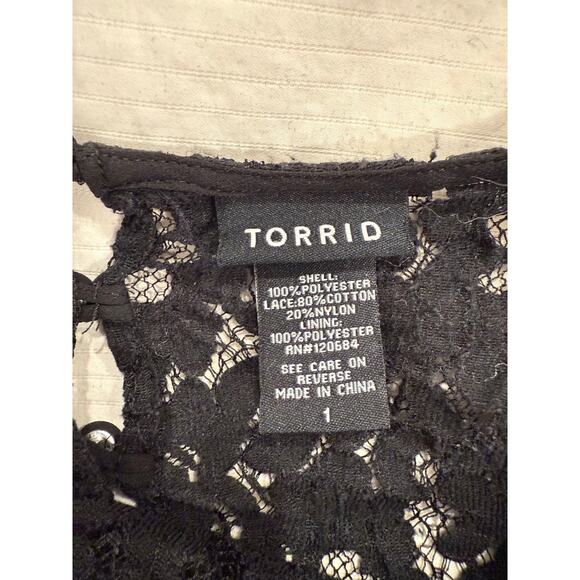 TORRID
SHELL:
100%POLYESTER
LACE:80%COTTON
20%NYLON
LINING:
100%POLYESTER
RN#120684
SEE CARE ON
REVERSE
MADE IN CHINA
1